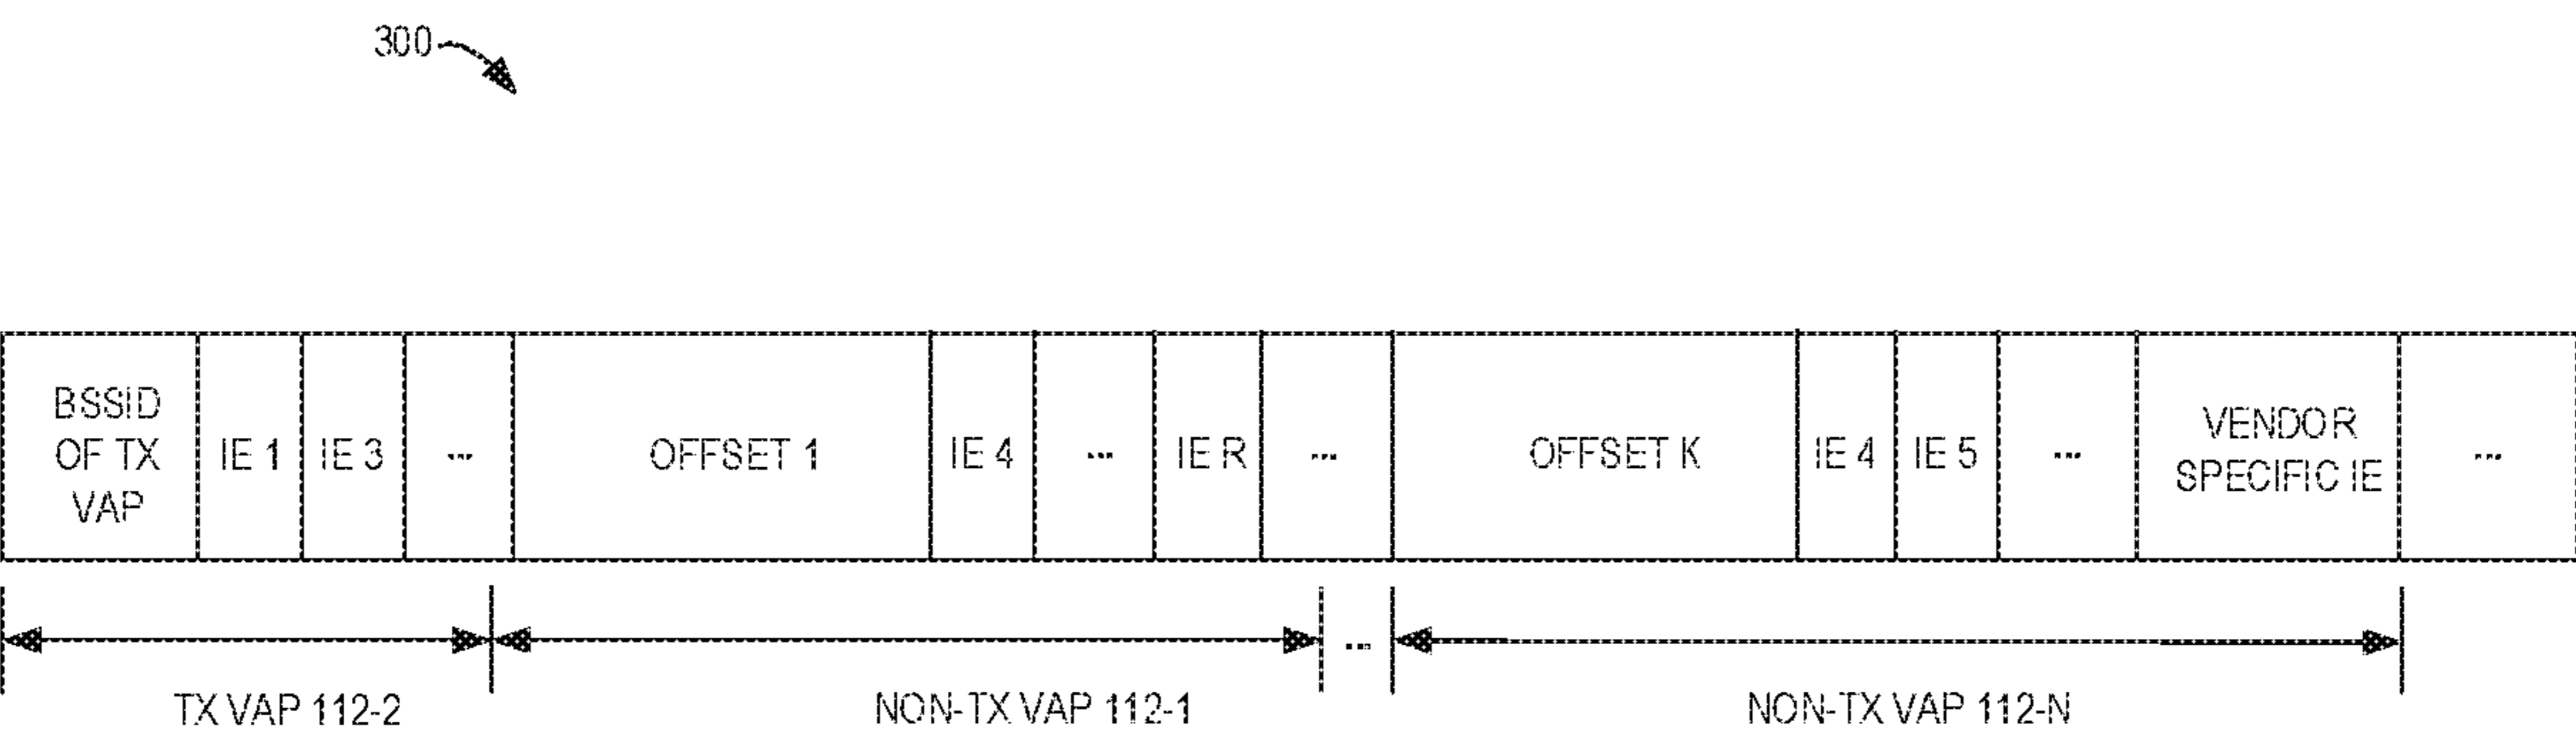 300
BSSID
OF TX
VAP
IE 1
IE 3
...
OFFSET 1
IE 4
...
IE R
...
OFFSET K
IE 4
IE 5
...
VENDOR
SPECIFIC IE
...
...
TX VAP 112-2
NON-TX VAP 112-1
NON-TX VAP 112-N